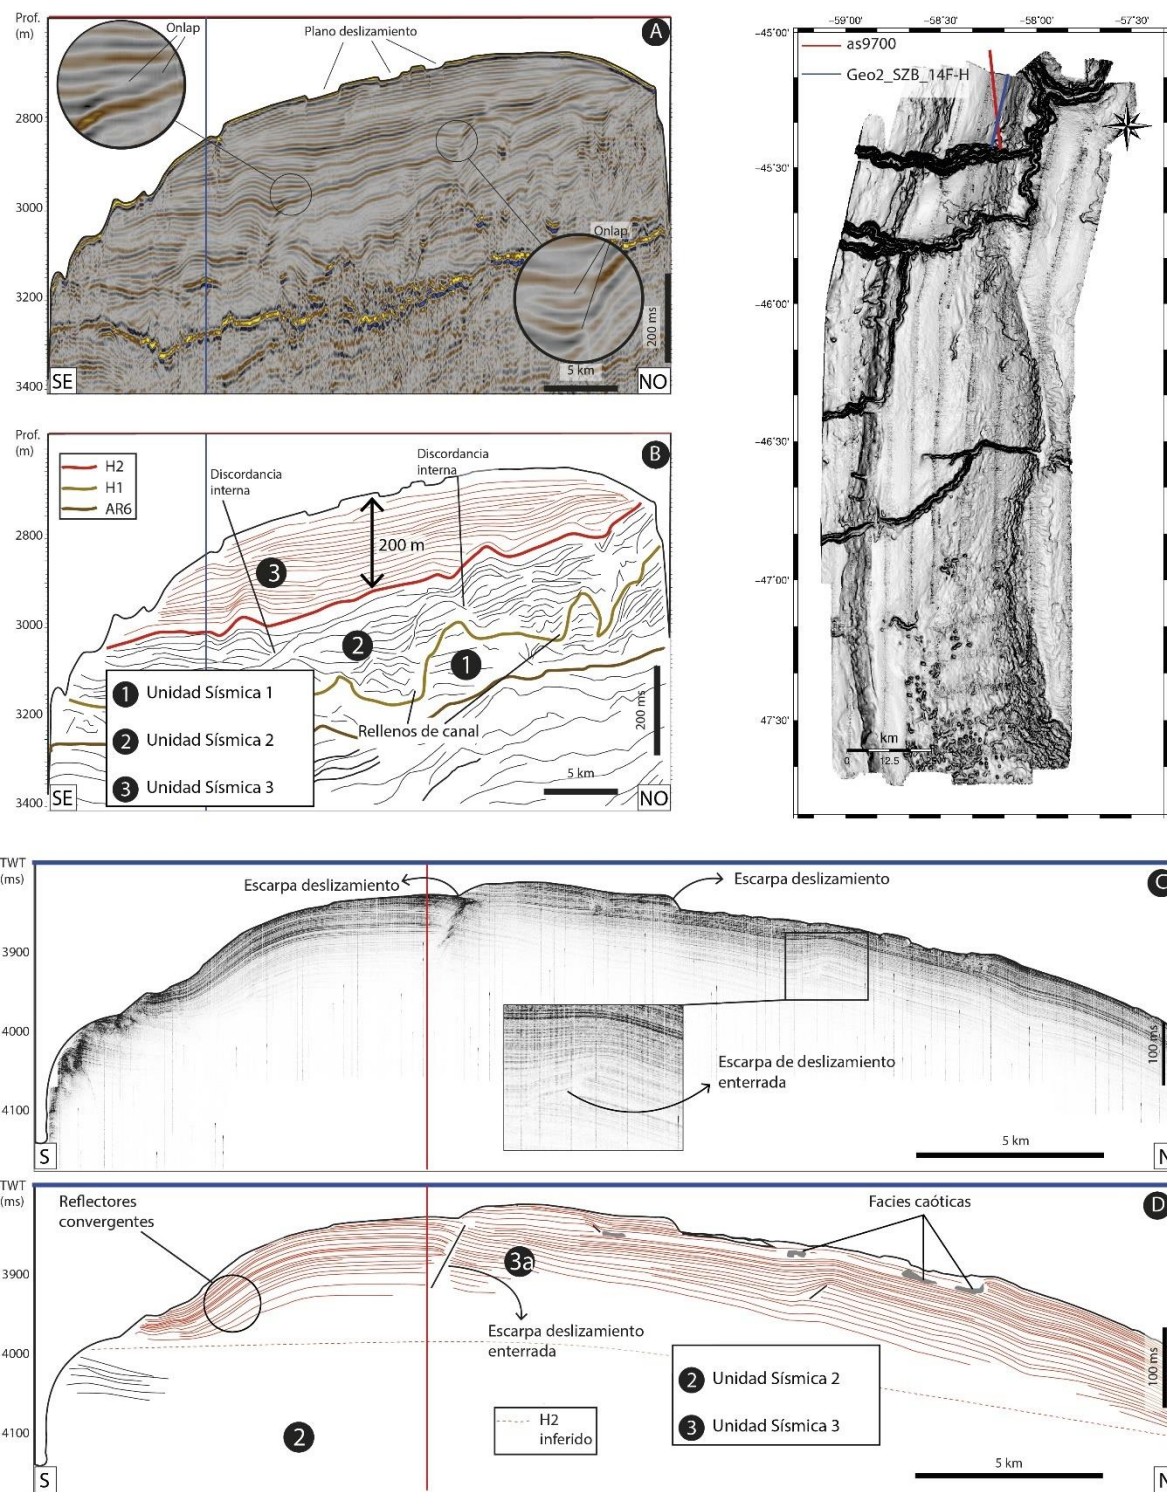 Prof.
(m)
2800
3000
3200
3400
Onlap
Plano deslizamiento
A
Onlap
200 ms
5 km
SE
NO
Prof.
(m)
2800
3000
3200
3400
H2
H1
AR6
Discordancia
interna
Discordancia
interna
B
200 m
3
2
1
1 Unidad Sísmica 1
2 Unidad Sísmica 2
3 Unidad Sísmica 3
Rellenos de canal
200 ms
5 km
SE
NO
−59°00'
−58°30'
−58°00'
−57°30'
−45°00'
−45°30'
−46°00'
−46°30'
−47°00'
−47°30'
as9700
Geo2_SZB_14F-H
km
0
12.5
TWT
(ms)
3900
4000
4100
Escarpa deslizamiento
Escarpa deslizamiento
C
Escarpa de deslizamiento
enterrada
100 ms
5 km
S
N
TWT
(ms)
3900
4000
4100
Reflectores
convergentes
Facies caóticas
D
3a
Escarpa deslizamiento
enterrada
2 Unidad Sísmica 2
3 Unidad Sísmica 3
H2
inferido
2
100 ms
5 km
S
N